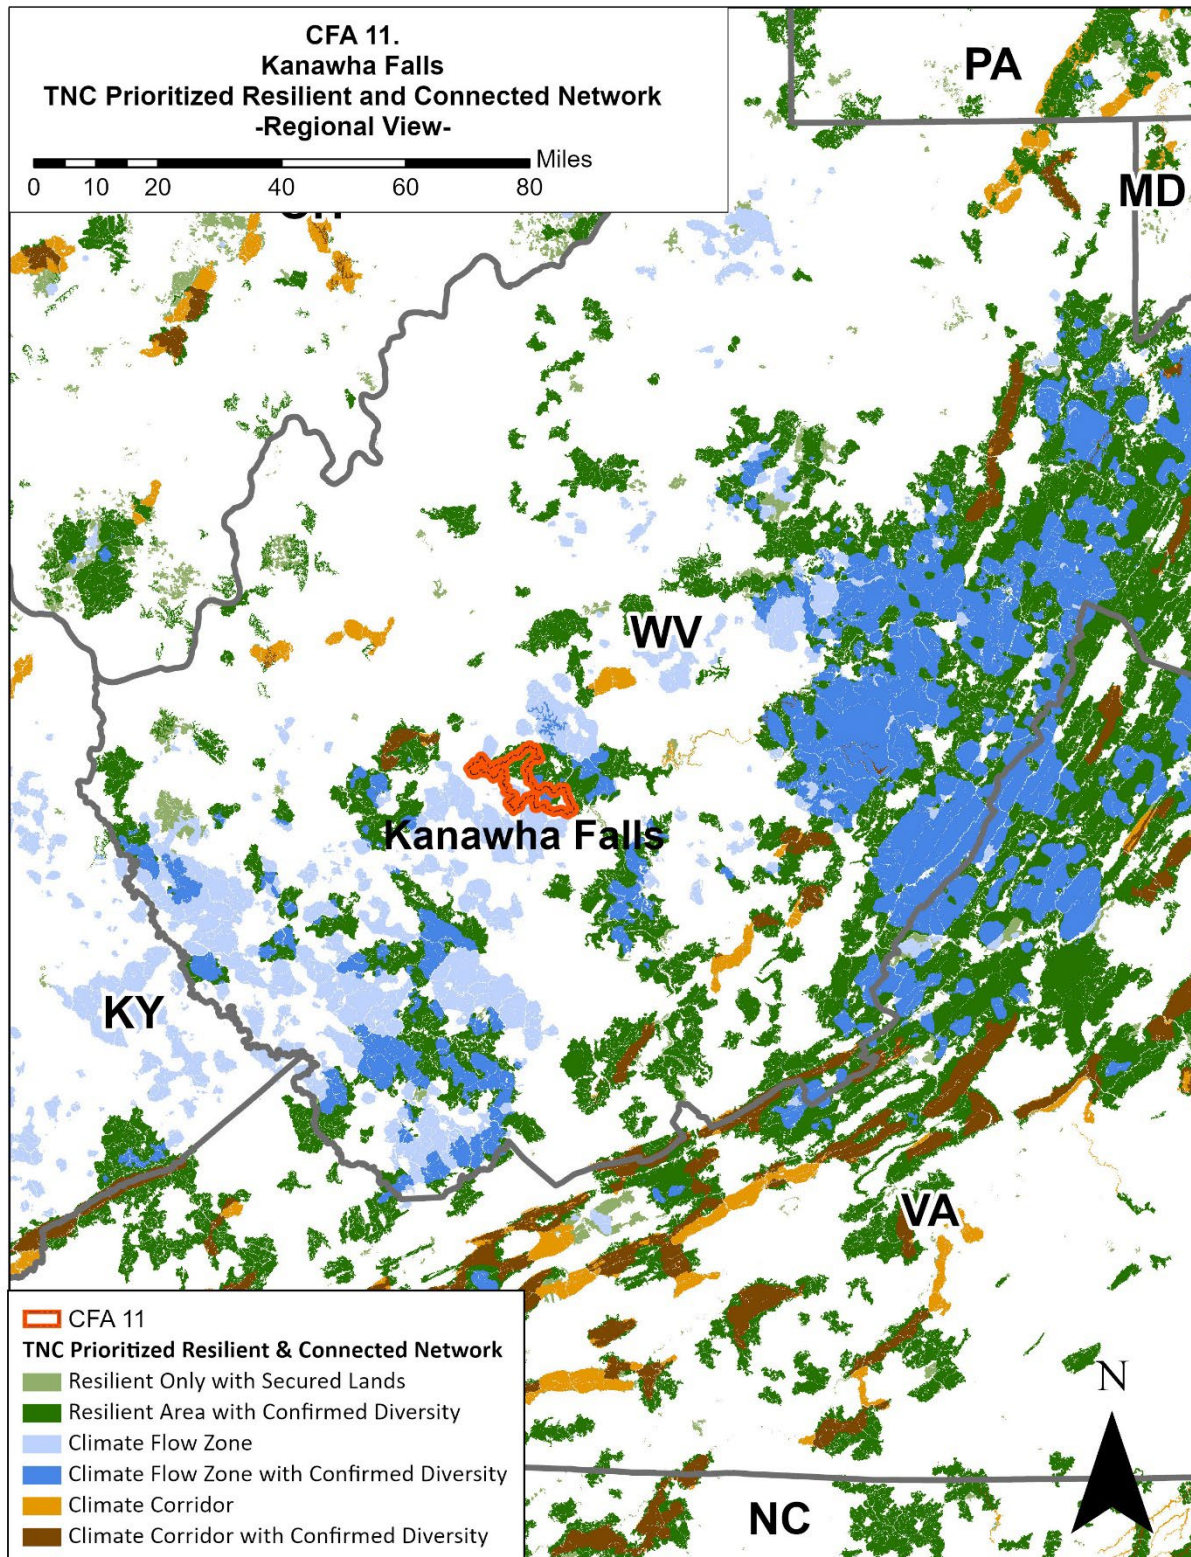 CFA 11.
Kanawha Falls
TNC Prioritized Resilient and Connected Network
-Regional View-
Miles
0 10 20 40 60 80
PA
MD
WV
Kanawha Falls
KY
VA
CFA 11
TNC Prioritized Resilient & Connected Network
Resilient Only with Secured Lands
Resilient Area with Confirmed Diversity
Climate Flow Zone
Climate Flow Zone with Confirmed Diversity
Climate Corridor
Climate Corridor with Confirmed Diversity
N
NC